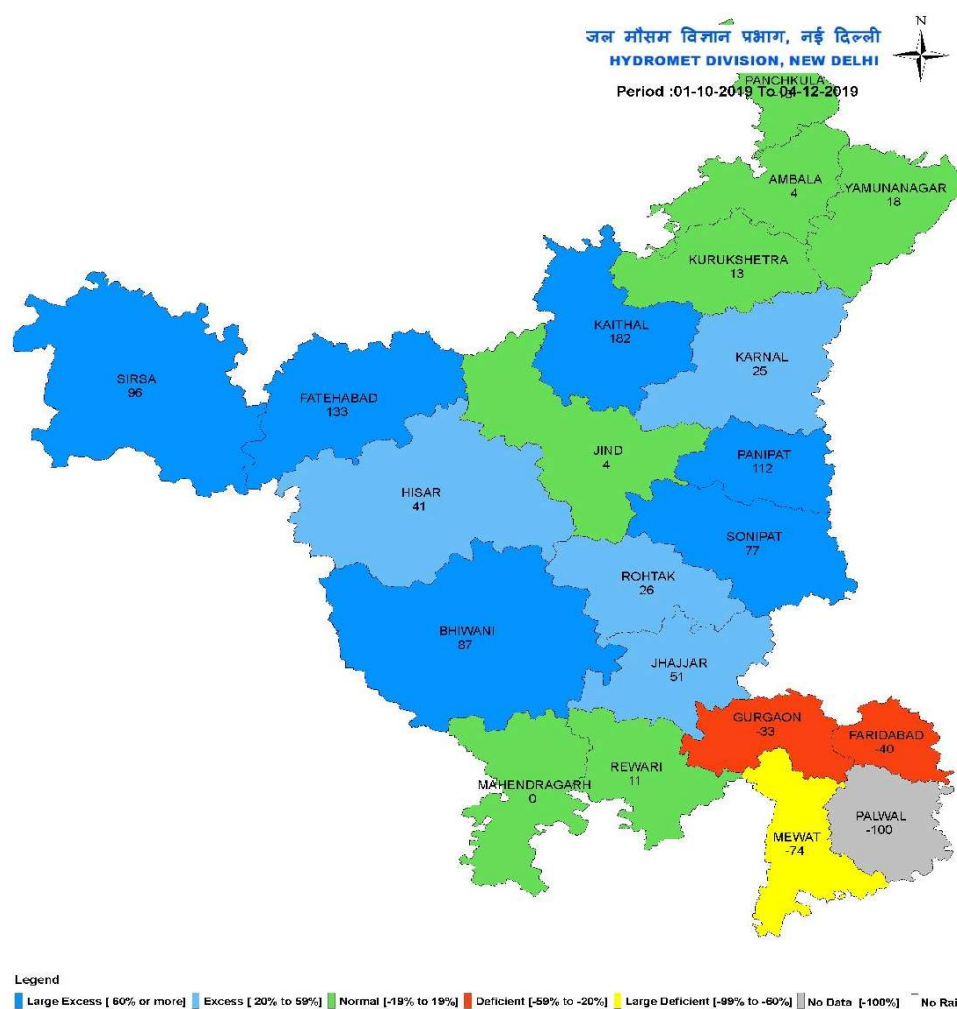 जल मौसम विज्ञान प्रभाग, नई दिल्ली
HYDROMET DIVISION, NEW DELHI
N
Period :01-10-2019 To 04-12-2019
PANCHKULA
AMBALA
4
YAMUNANAGAR
18
KURUKSHETRA
13
KAITHAL
182
KARNAL
25
SIRSA
96
FATEHABAD
133
JIND
4
PANIPAT
112
HISAR
41
SONIPAT
77
ROHTAK
26
BHIWANI
87
JHAJJAR
51
GURGAON
-33
FARIDABAD
-40
REWARI
11
MAHENDRAGARH
0
PALWAL
-100
MEWAT
-74
Legend
Large Excess [ 60% or more] Excess [ 20% to 59%] Normal [-19% to 19%] Deficient [-59% to -20%] Large Deficient [-99% to -60%] No Data [-100%] No Rai